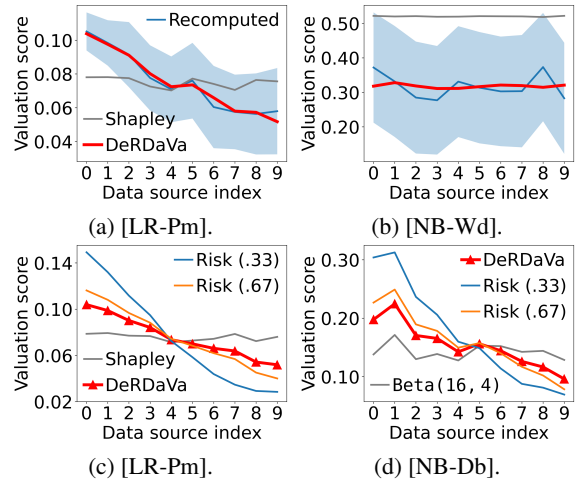 Valuation score
0.10
0.08
0.06
0.04
Recomputed
Shapley
DeRDaVa
0 1 2 3 4 5 6 7 8 9
Data source index
(a) [LR-Pm].
Valuation score
0.50
0.40
0.30
0.20
0 1 2 3 4 5 6 7 8 9
Data source index
(b) [NB-Wd].
Valuation score
0.14
0.10
0.06
0.02
Risk (.33)
Risk (.67)
Shapley
DeRDaVa
0 1 2 3 4 5 6 7 8 9
Data source index
(c) [LR-Pm].
Valuation score
0.30
0.20
0.10
DeRDaVa
Risk (.33)
Risk (.67)
Beta(16, 4)
0 1 2 3 4 5 6 7 8 9
Data source index
(d) [NB-Db].